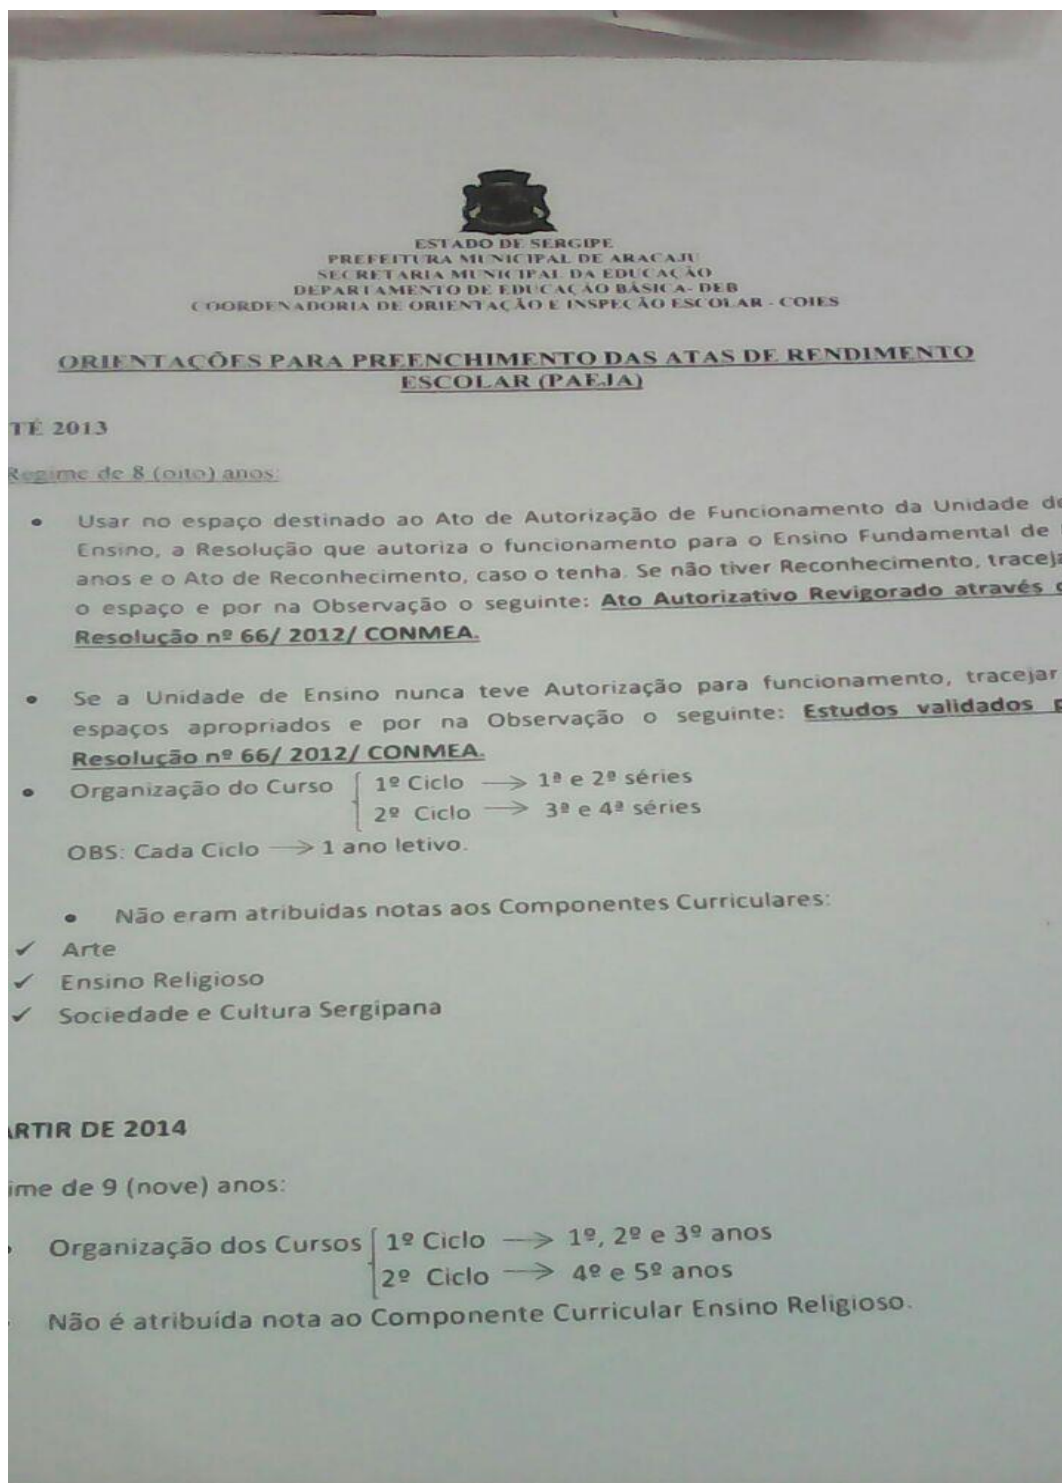 ESTADO DE SERGIPE
PREFEITURA MUNICIPAL DE ARACAJU
SECRETARIA MUNICIPAL DA EDUCAÇÃO
DEPARTAMENTO DE EDUCAÇÃO BÁSICA- DEB
COORDENADORIA DE ORIENTAÇÃO E INSPEÇÃO ESCOLAR - COIES
ORIENTAÇÕES PARA PREENCHIMENTO DAS ATAS DE RENDIMENTO
ESCOLAR (PAEJA)
TÉ 2013
Regime de 8 (oito) anos:
• Usar no espaço destinado ao Ato de Autorização de Funcionamento da Unidade de
Ensino, a Resolução que autoriza o funcionamento para o Ensino Fundamental de
anos e o Ato de Reconhecimento, caso o tenha. Se não tiver Reconhecimento, traceja
o espaço e por na Observação o seguinte: Ato Autorizativo Revigorado através
Resolução nº 66/ 2012/ CONMEA.
• Se a Unidade de Ensino nunca teve Autorização para funcionamento, tracejar
espaços apropriados e por na Observação o seguinte: Estudos validados p
Resolução nº 66/ 2012/ CONMEA.
• Organização do Curso { 1º Ciclo → 1ª e 2ª séries
2º Ciclo → 3ª e 4ª séries
OBS: Cada Ciclo → 1 ano letivo.
• Não eram atribuídas notas aos Componentes Curriculares:
✓ Arte
✓ Ensino Religioso
✓ Sociedade e Cultura Sergipana
ARTIR DE 2014
ime de 9 (nove) anos:
Organização dos Cursos { 1º Ciclo → 1º, 2º e 3º anos
2º Ciclo → 4º e 5º anos
Não é atribuída nota ao Componente Curricular Ensino Religioso.